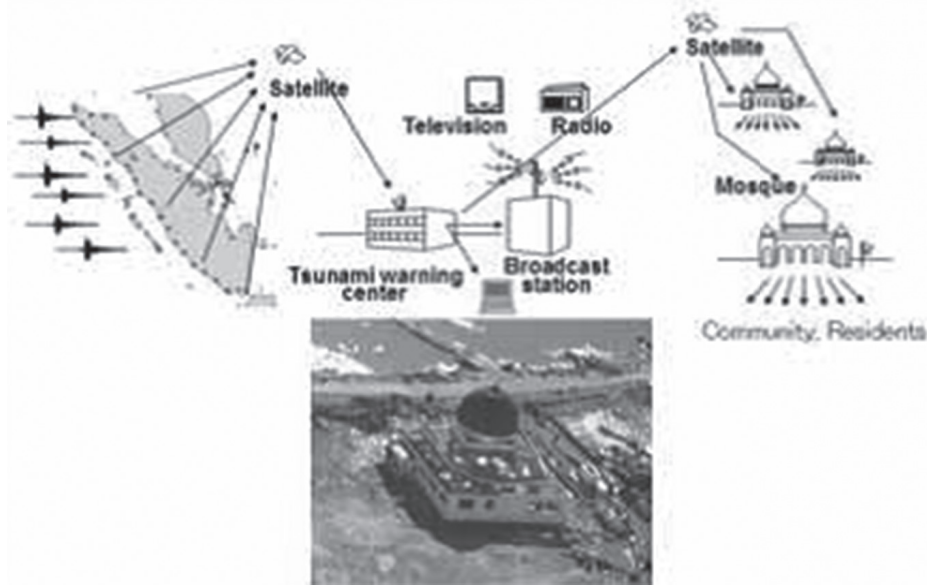 Satellite
Satellite
Television
Radio
Mosque
Tsunami warning
center
Broadcast
station
Community, Residents